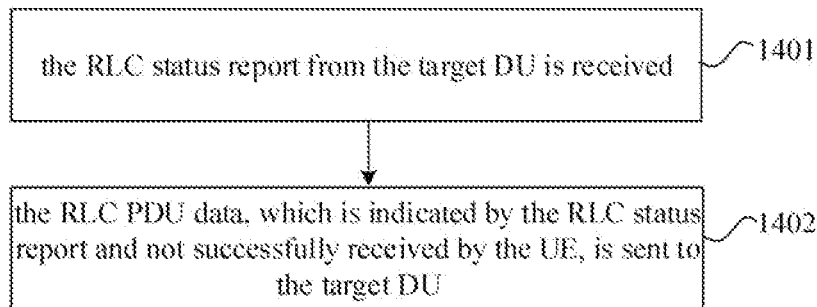 the RLC status report from the target DU is received
1401
the RLC PDU data, which is indicated by the RLC status
report and not successfully received by the UE, is sent to
the target DU
1402